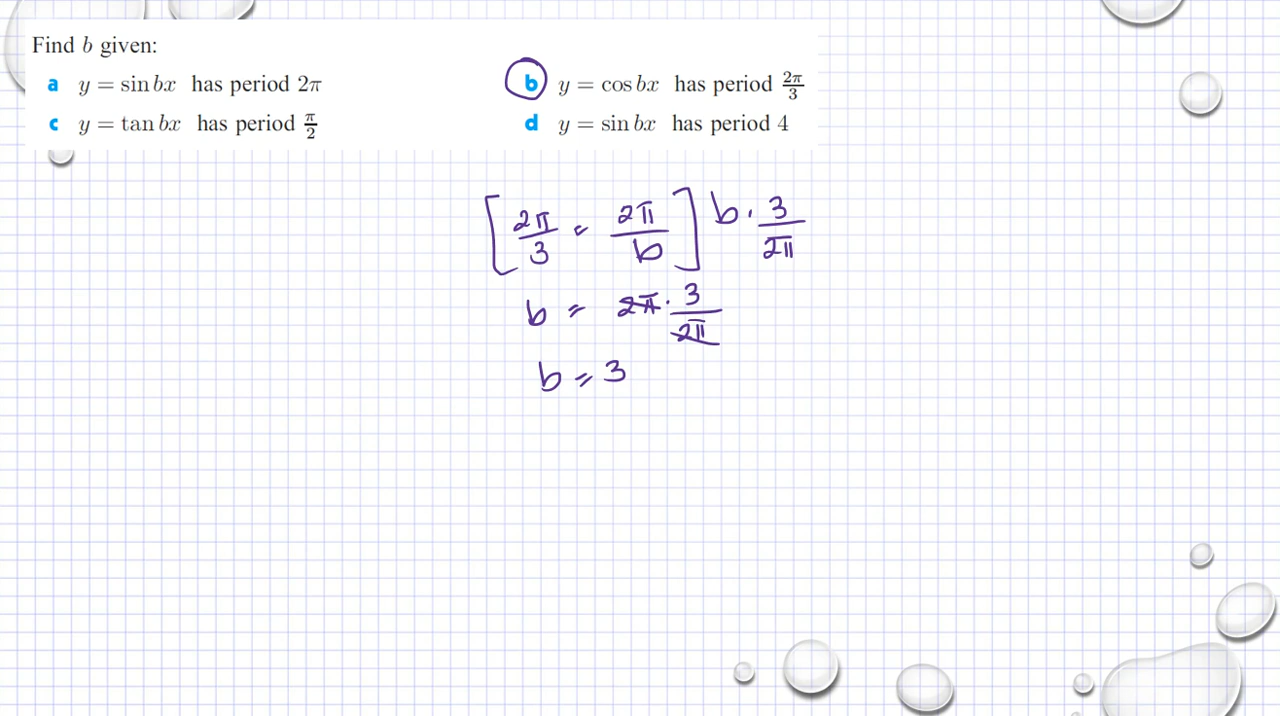 Find b given:
a y = sin bx has period 2π
b y = cos bx has period 2π/3
c y = tan bx has period π/2
d y = sin bx has period 4
[2π/3 = 2π/b] b · 3/2π
b = 2π · 3/2π
b = 3